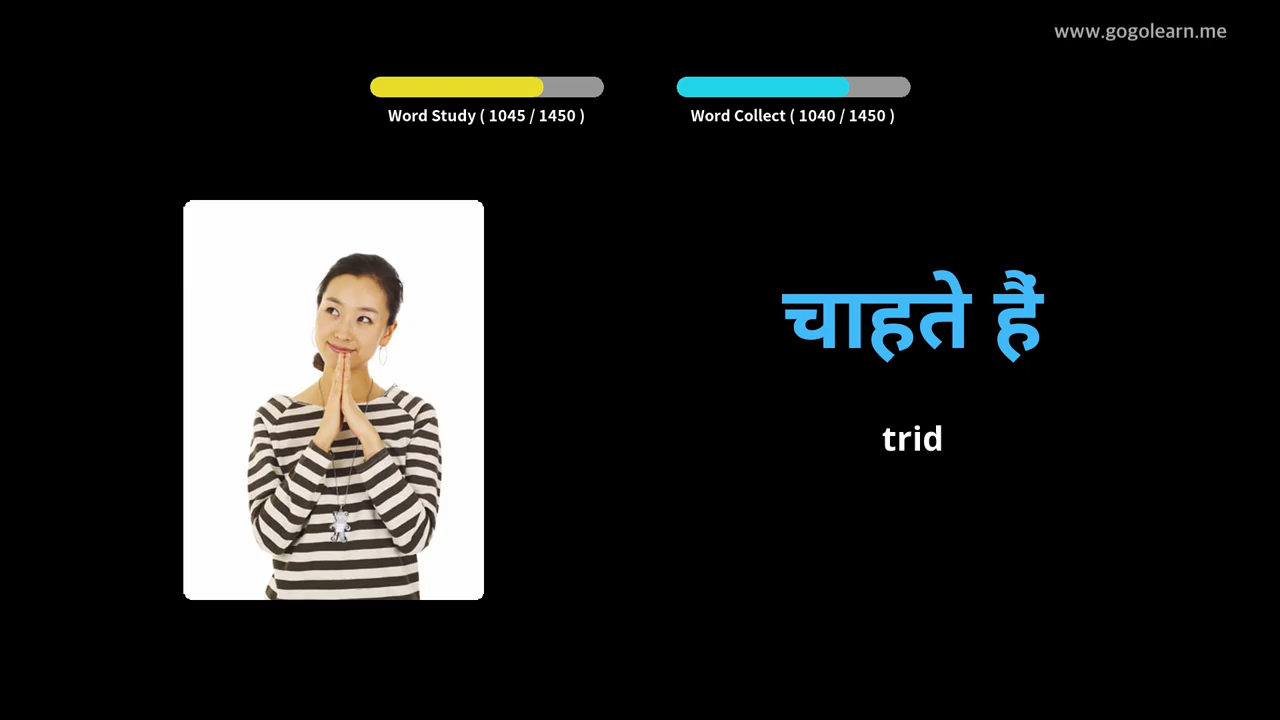 www.gogolearn.me
Word Study ( 1045 / 1450 )
Word Collect ( 1040 / 1450 )
चाहते हैं
trid